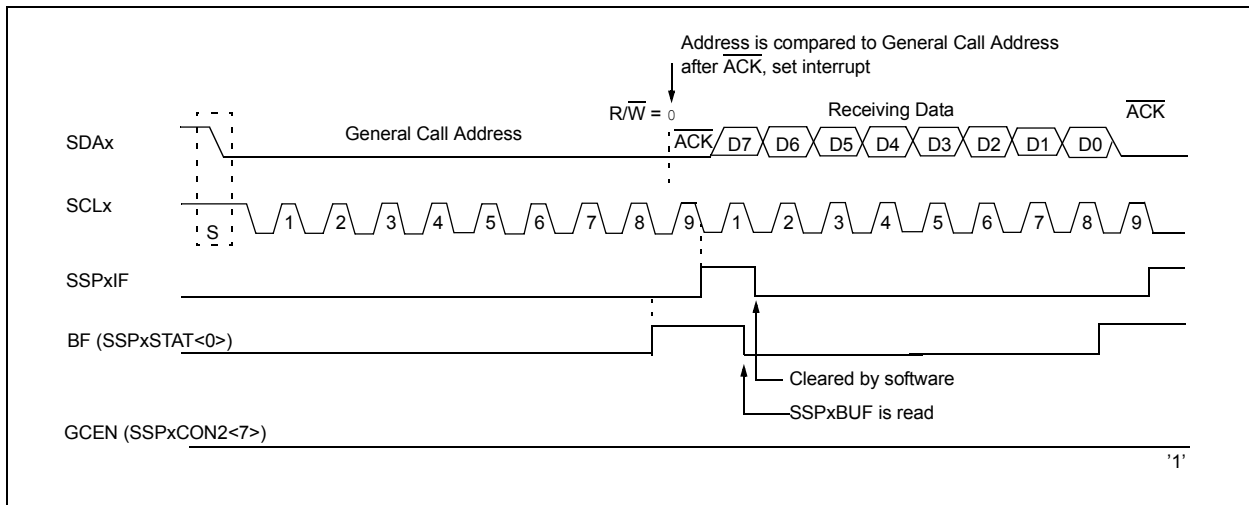 Address is compared to General Call Address
after ACK, set interrupt
R/W = 0
Receiving Data
ACK
General Call Address
SDAx
ACK D7 D6 D5 D4 D3 D2 D1 D0
SCLx
S
1 2 3 4 5 6 7 8 9 1 2 3 4 5 6 7 8 9
SSPxIF
BF (SSPxSTAT<0>)
Cleared by software
SSPxBUF is read
GCEN (SSPxCON2<7>)
'1'